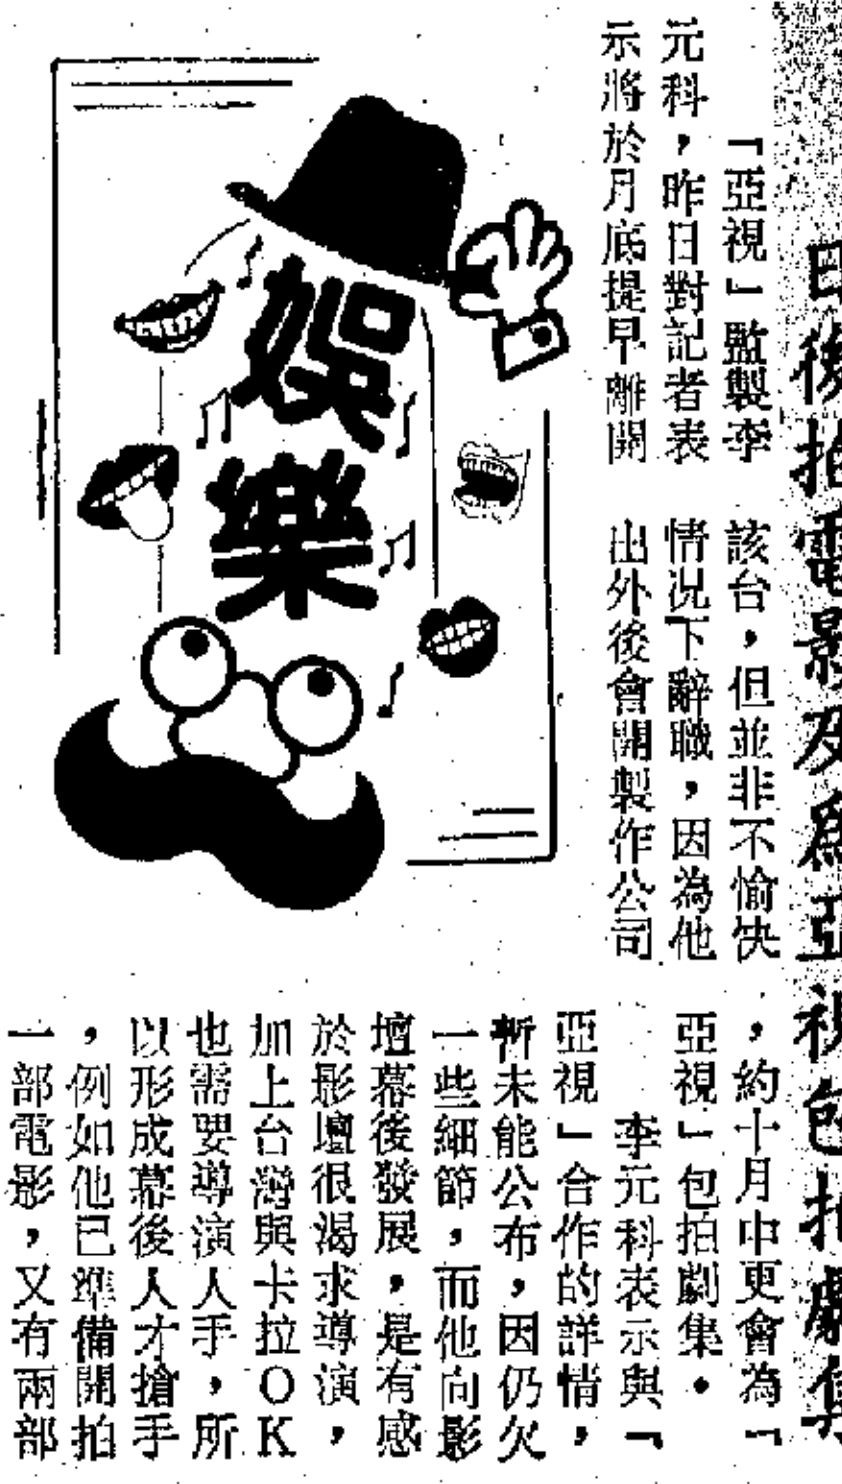 後拍電影及為亞視包拍劇集
「亞視」監製李
元科，昨日對記者表
示將於月底提早離開
該台，但並非不愉快
情況下辭職，因為他
出外後會開製作公司
，約十月中更會為「
亞視」包拍劇集。
李元科表示與「
亞視」合作的詳情，
暫未能公布，因仍欠
一些細節，而他向影
壇幕後發展，是有感
於影壇很渴求導演，
加上台灣與卡拉OK
也需要導演人手，所
以形成幕後人才搶手
，例如他已準備開拍
一部電影，又有兩部
娛樂